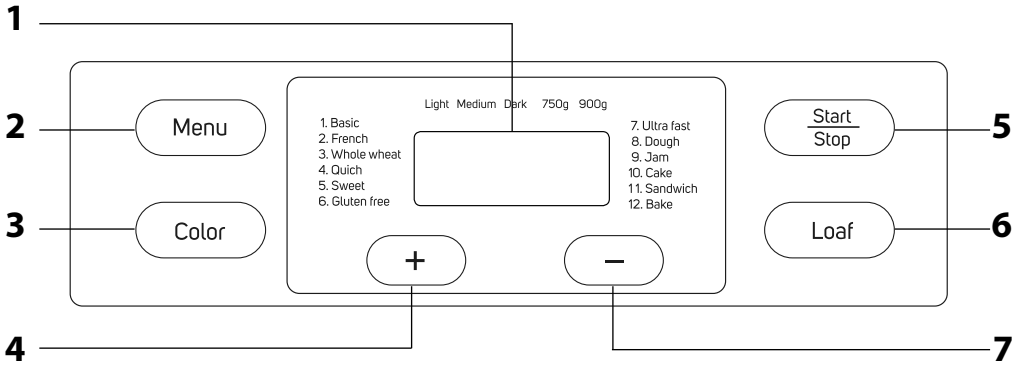 1
Light Medium Dark 750g 900g
2
Menu
1. Basic
2. French
3. Whole wheat
4. Quich
5. Sweet
6. Gluten free
7. Ultra fast
8. Dough
9. Jam
10. Cake
11. Sandwich
12. Bake
Start
Stop
5
3
Color
Loaf
6
+
−
4
7